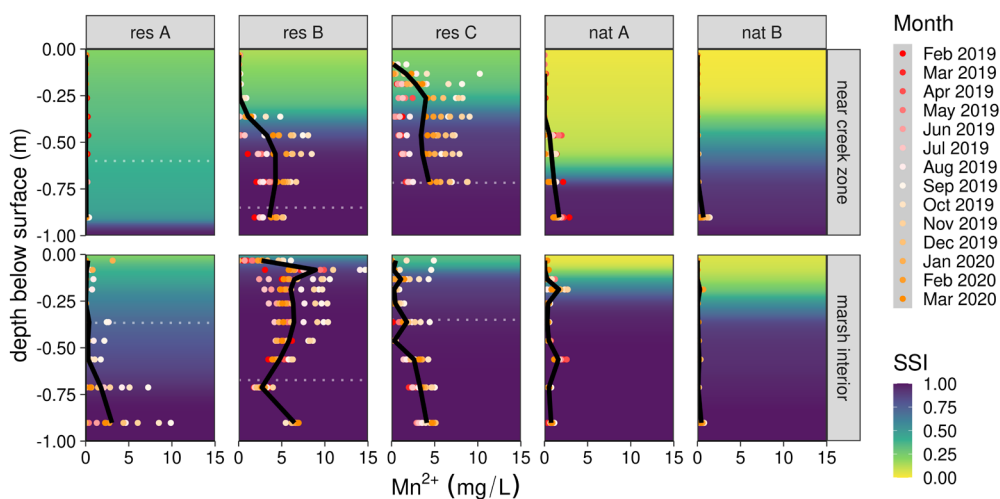 res A
res B
res C
nat A
nat B
0.00
-0.25
-0.50
-0.75
-1.00
near creek zone
0.00
-0.25
-0.50
-0.75
-1.00
marsh interior
depth below surface (m)
0 5 10 15
0 5 10 15
0 5 10 15
0 5 10 15
0 5 10 15
Mn²⁺ (mg/L)
Month
Feb 2019
Mar 2019
Apr 2019
May 2019
Jun 2019
Jul 2019
Aug 2019
Sep 2019
Oct 2019
Nov 2019
Dec 2019
Jan 2020
Feb 2020
Mar 2020
SSI
1.00
0.75
0.50
0.25
0.00